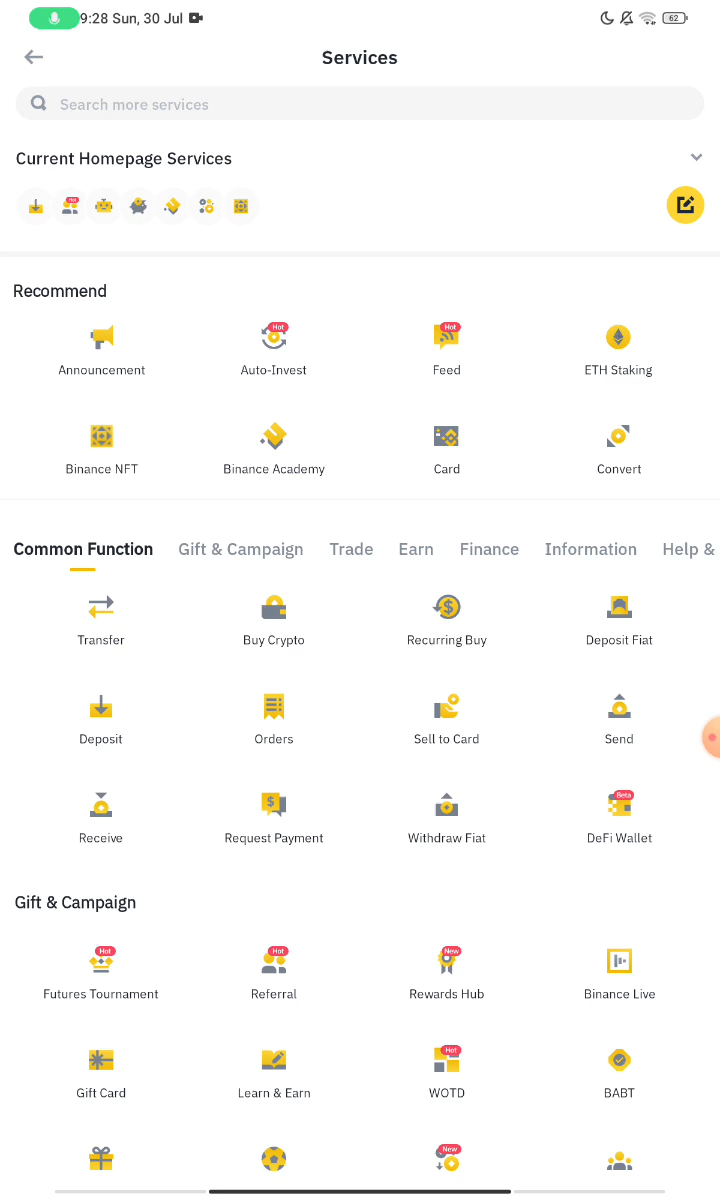 9:28 Sun, 30 Jul
62
Services
Search more services
Current Homepage Services
Hot
Recommend
Hot Hot
Announcement Auto-Invest Feed ETH Staking
Binance NFT Binance Academy Card Convert
Common Function Gift & Campaign Trade Earn Finance Information Help &
Transfer Buy Crypto Recurring Buy Deposit Fiat
Deposit Orders Sell to Card Send
Beta
Receive Request Payment Withdraw Fiat DeFi Wallet
Gift & Campaign
Hot Hot New
Futures Tournament Referral Rewards Hub Binance Live
Hot
Gift Card Learn & Earn WOTD BABT
New